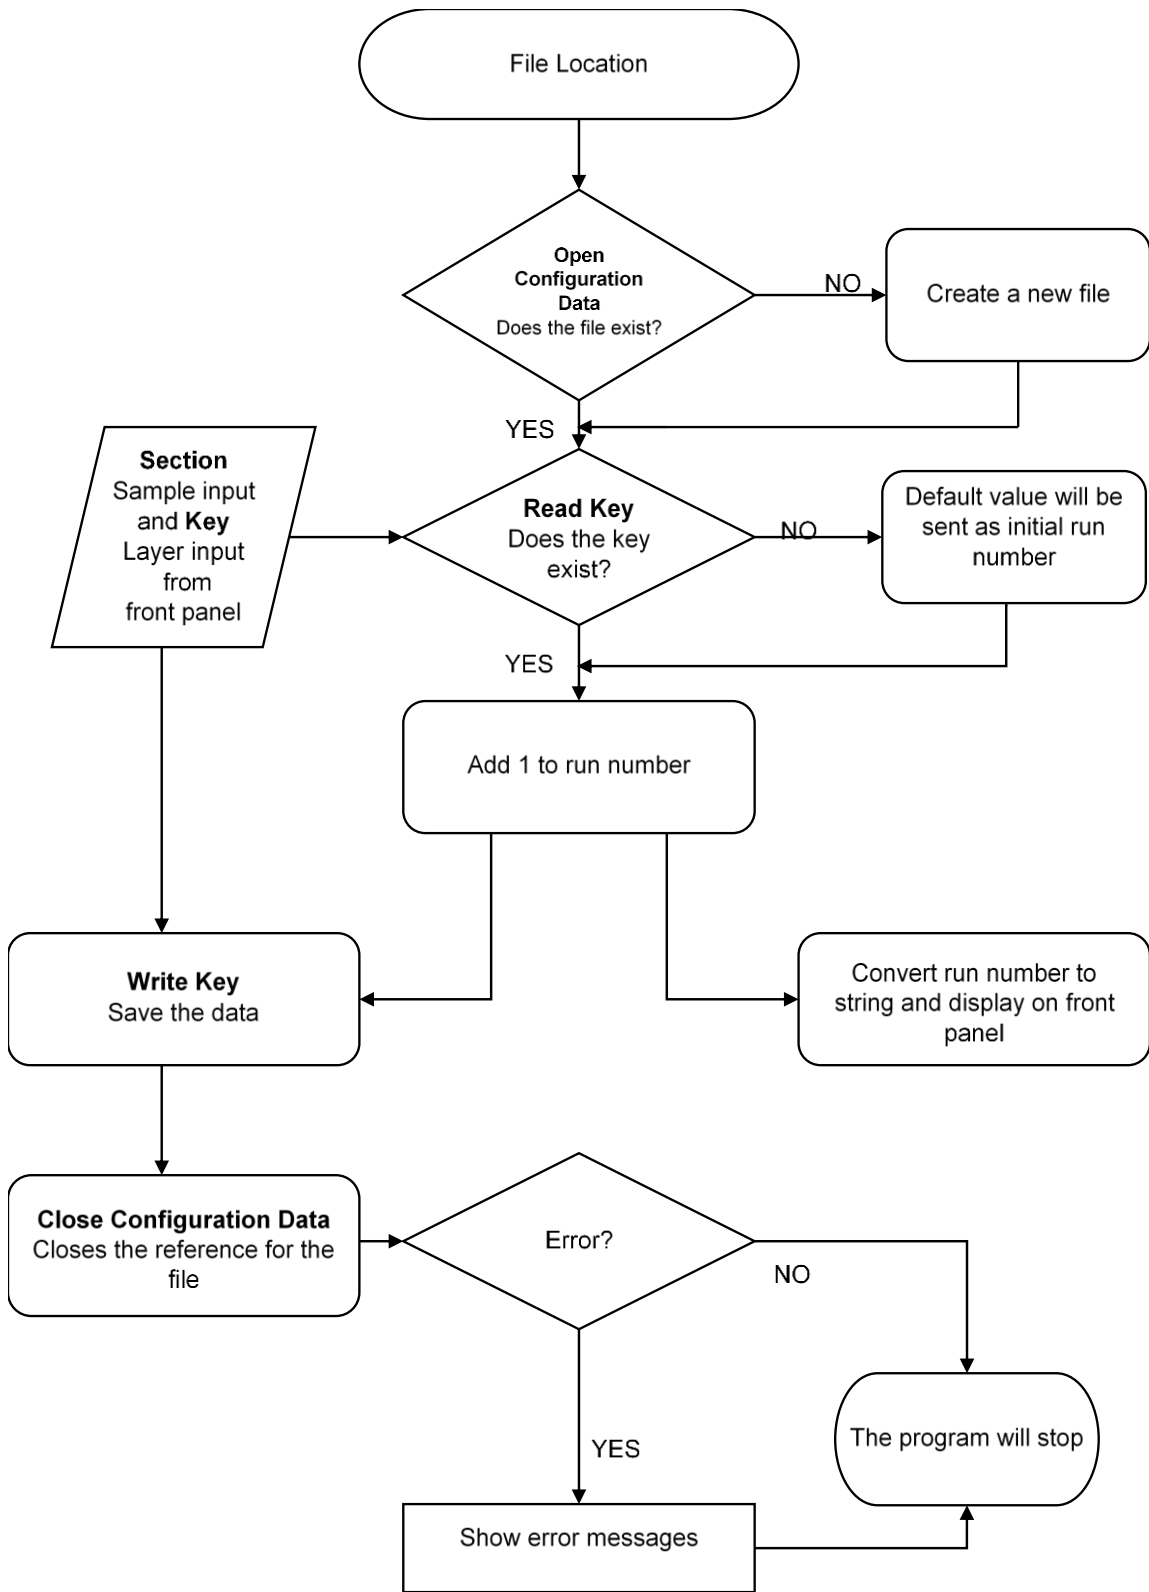 File Location
Open
Configuration
Data
Does the file exist?
NO
Create a new file
YES
Section
Sample input
and Key
Layer input
from
front panel
Read Key
Does the key
exist?
NO
Default value will be
sent as initial run
number
YES
Add 1 to run number
Write Key
Save the data
Convert run number to
string and display on front
panel
Close Configuration Data
Closes the reference for the
file
Error?
NO
YES
The program will stop
Show error messages